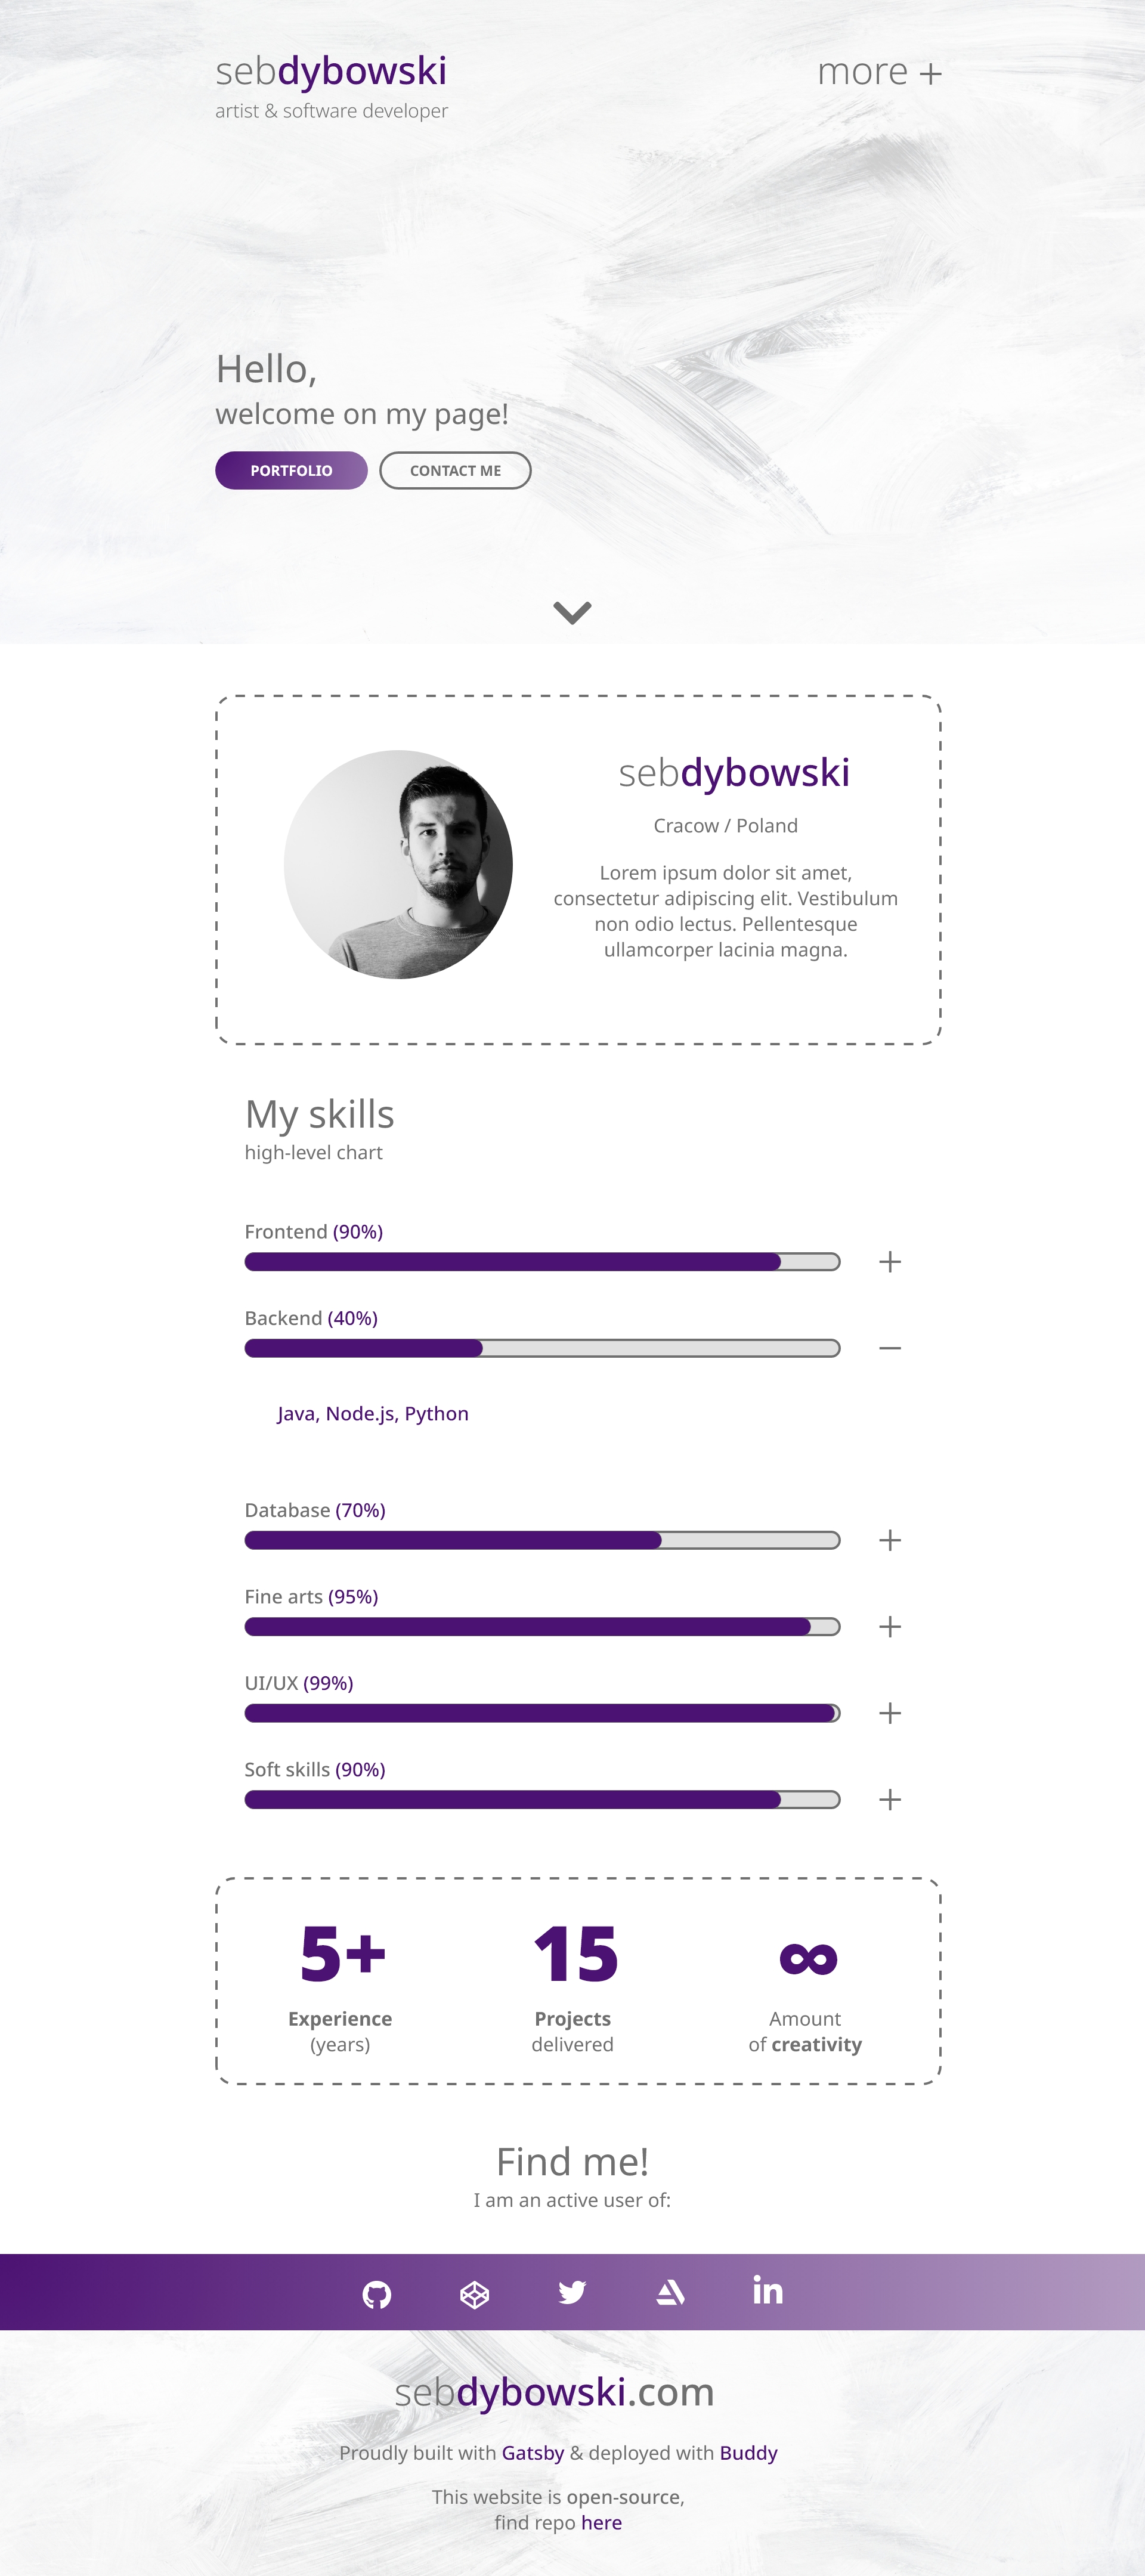 sebdybowski
more +
artist & software developer
Hello,
welcome on my page!
PORTFOLIO
CONTACT ME
sebdybowski
Cracow / Poland
Lorem ipsum dolor sit amet,
consectetur adipiscing elit. Vestibulum
non odio lectus. Pellentesque
ullamcorper lacinia magna.
My skills
high-level chart
Frontend (90%)
Backend (40%)
Java, Node.js, Python
Database (70%)
Fine arts (95%)
UI/UX (99%)
Soft skills (90%)
5+
Experience
(years)
15
Projects
delivered
∞
Amount
of creativity
Find me!
I am an active user of:
in
sebdybowski.com
Proudly built with Gatsby & deployed with Buddy
This website is open-source,
find repo here